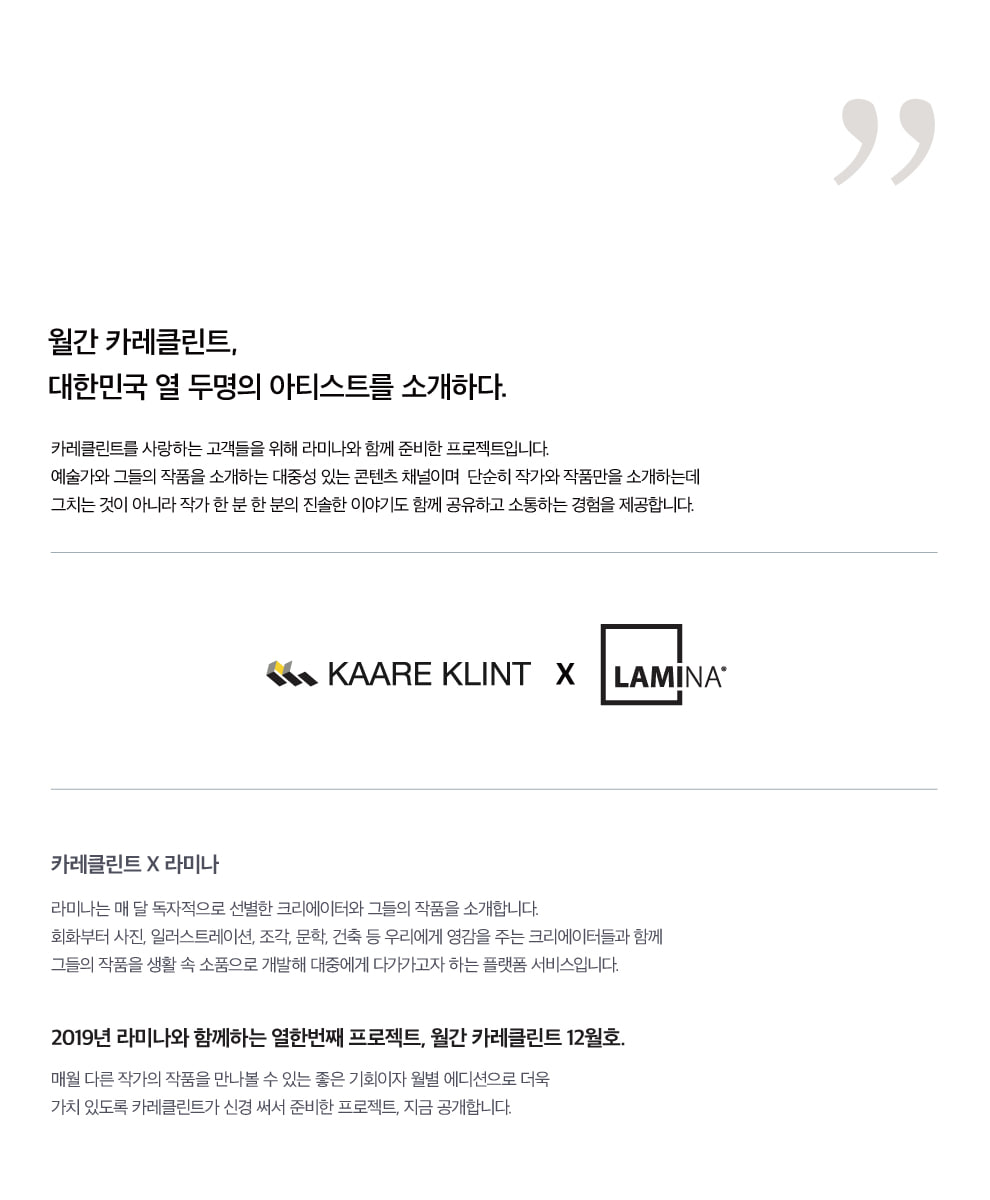 ”
월간 카레클린트,
대한민국 열 두명의 아티스트를 소개하다.
카레클린트를 사랑하는 고객들을 위해 라미나와 함께 준비한 프로젝트입니다.
예술가와 그들의 작품을 소개하는 대중성 있는 콘텐츠 채널이며 단순히 작가와 작품만을 소개하는데
그치는 것이 아니라 작가 한 분 한 분의 진솔한 이야기도 함께 공유하고 소통하는 경험을 제공합니다.
KAARE KLINT X LAMINA®
카레클린트 X 라미나
라미나는 매 달 독자적으로 선별한 크리에이터와 그들의 작품을 소개합니다.
회화부터 사진, 일러스트레이션, 조각, 문학, 건축 등 우리에게 영감을 주는 크리에이터들과 함께
그들의 작품을 생활 속 소품으로 개발해 대중에게 다가가고자 하는 플랫폼 서비스입니다.
2019년 라미나와 함께하는 열한번째 프로젝트, 월간 카레클린트 12월호.
매월 다른 작가의 작품을 만나볼 수 있는 좋은 기회이자 월별 에디션으로 더욱
가치 있도록 카레클린트가 신경 써서 준비한 프로젝트, 지금 공개합니다.